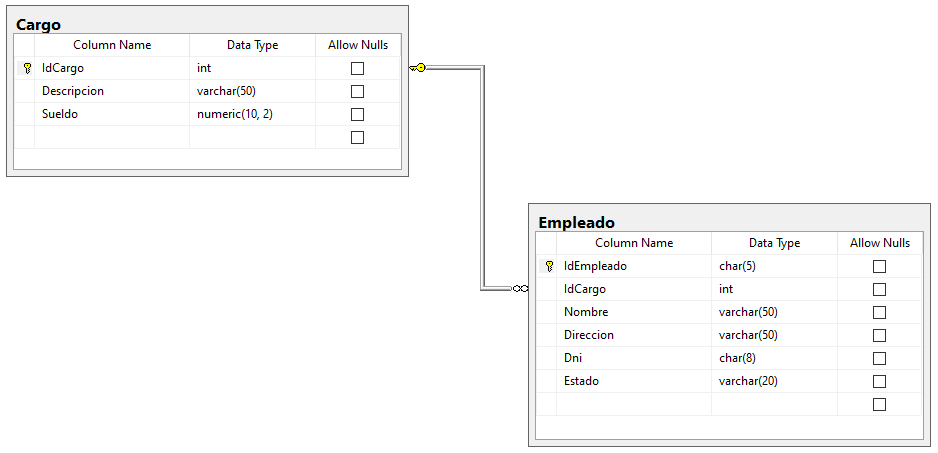 Cargo
Column Name Data Type Allow Nulls
IdCargo int
Descripcion varchar(50)
Sueldo numeric(10, 2)
Empleado
Column Name Data Type Allow Nulls
IdEmpleado char(5)
IdCargo int
Nombre varchar(50)
Direccion varchar(50)
Dni char(8)
Estado varchar(20)